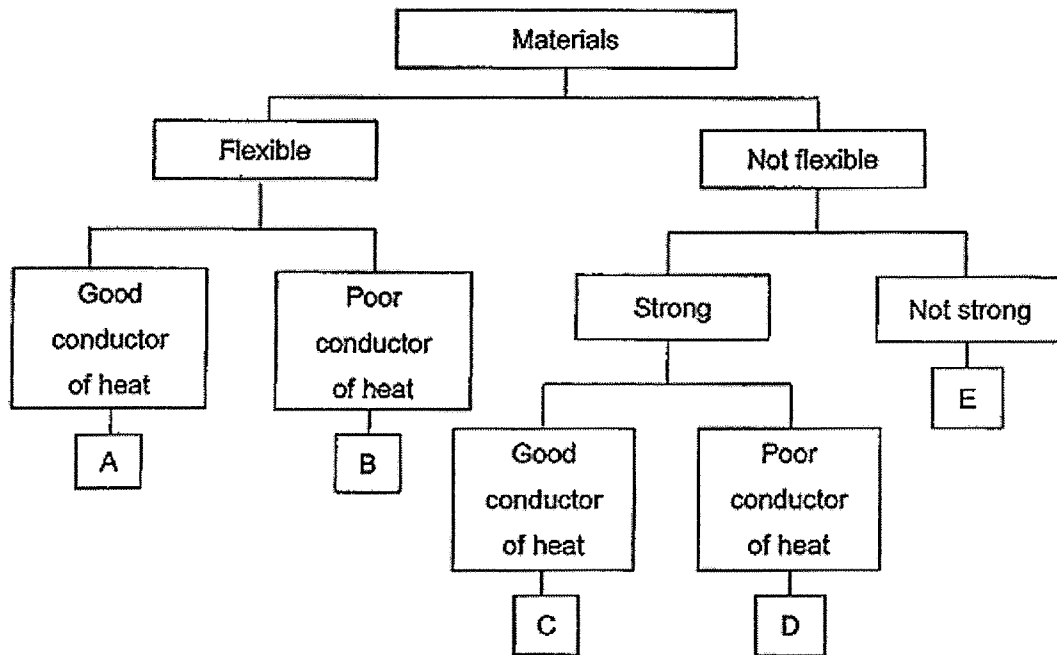 Materials
Flexible
Not flexible
Good
conductor
of heat
Poor
conductor
of heat
Strong
Not strong
A
B
E
Good
conductor
of heat
Poor
conductor
of heat
C
D